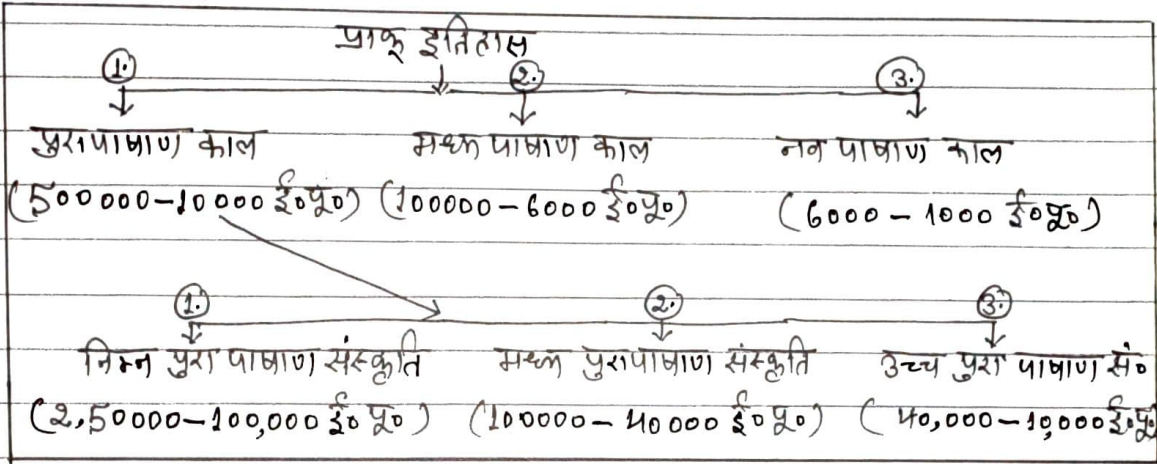 प्राक् इतिहास
1. 2. 3.
पुरापाषाण काल मध्य पाषाण काल नव पाषाण काल
(500000-10000 ई०पू०) (100000-6000 ई०पू०) (6000-1000 ई०पू०)
1. 2. 3.
निम्न पुरा पाषाण संस्कृति मध्य पुरापाषाण संस्कृति उच्च पुरा पाषाण सं०
(2,50000-100,000 ई० पू०) (100000-40000 ई० पू०) (40,000-10,000 ई०पू०)